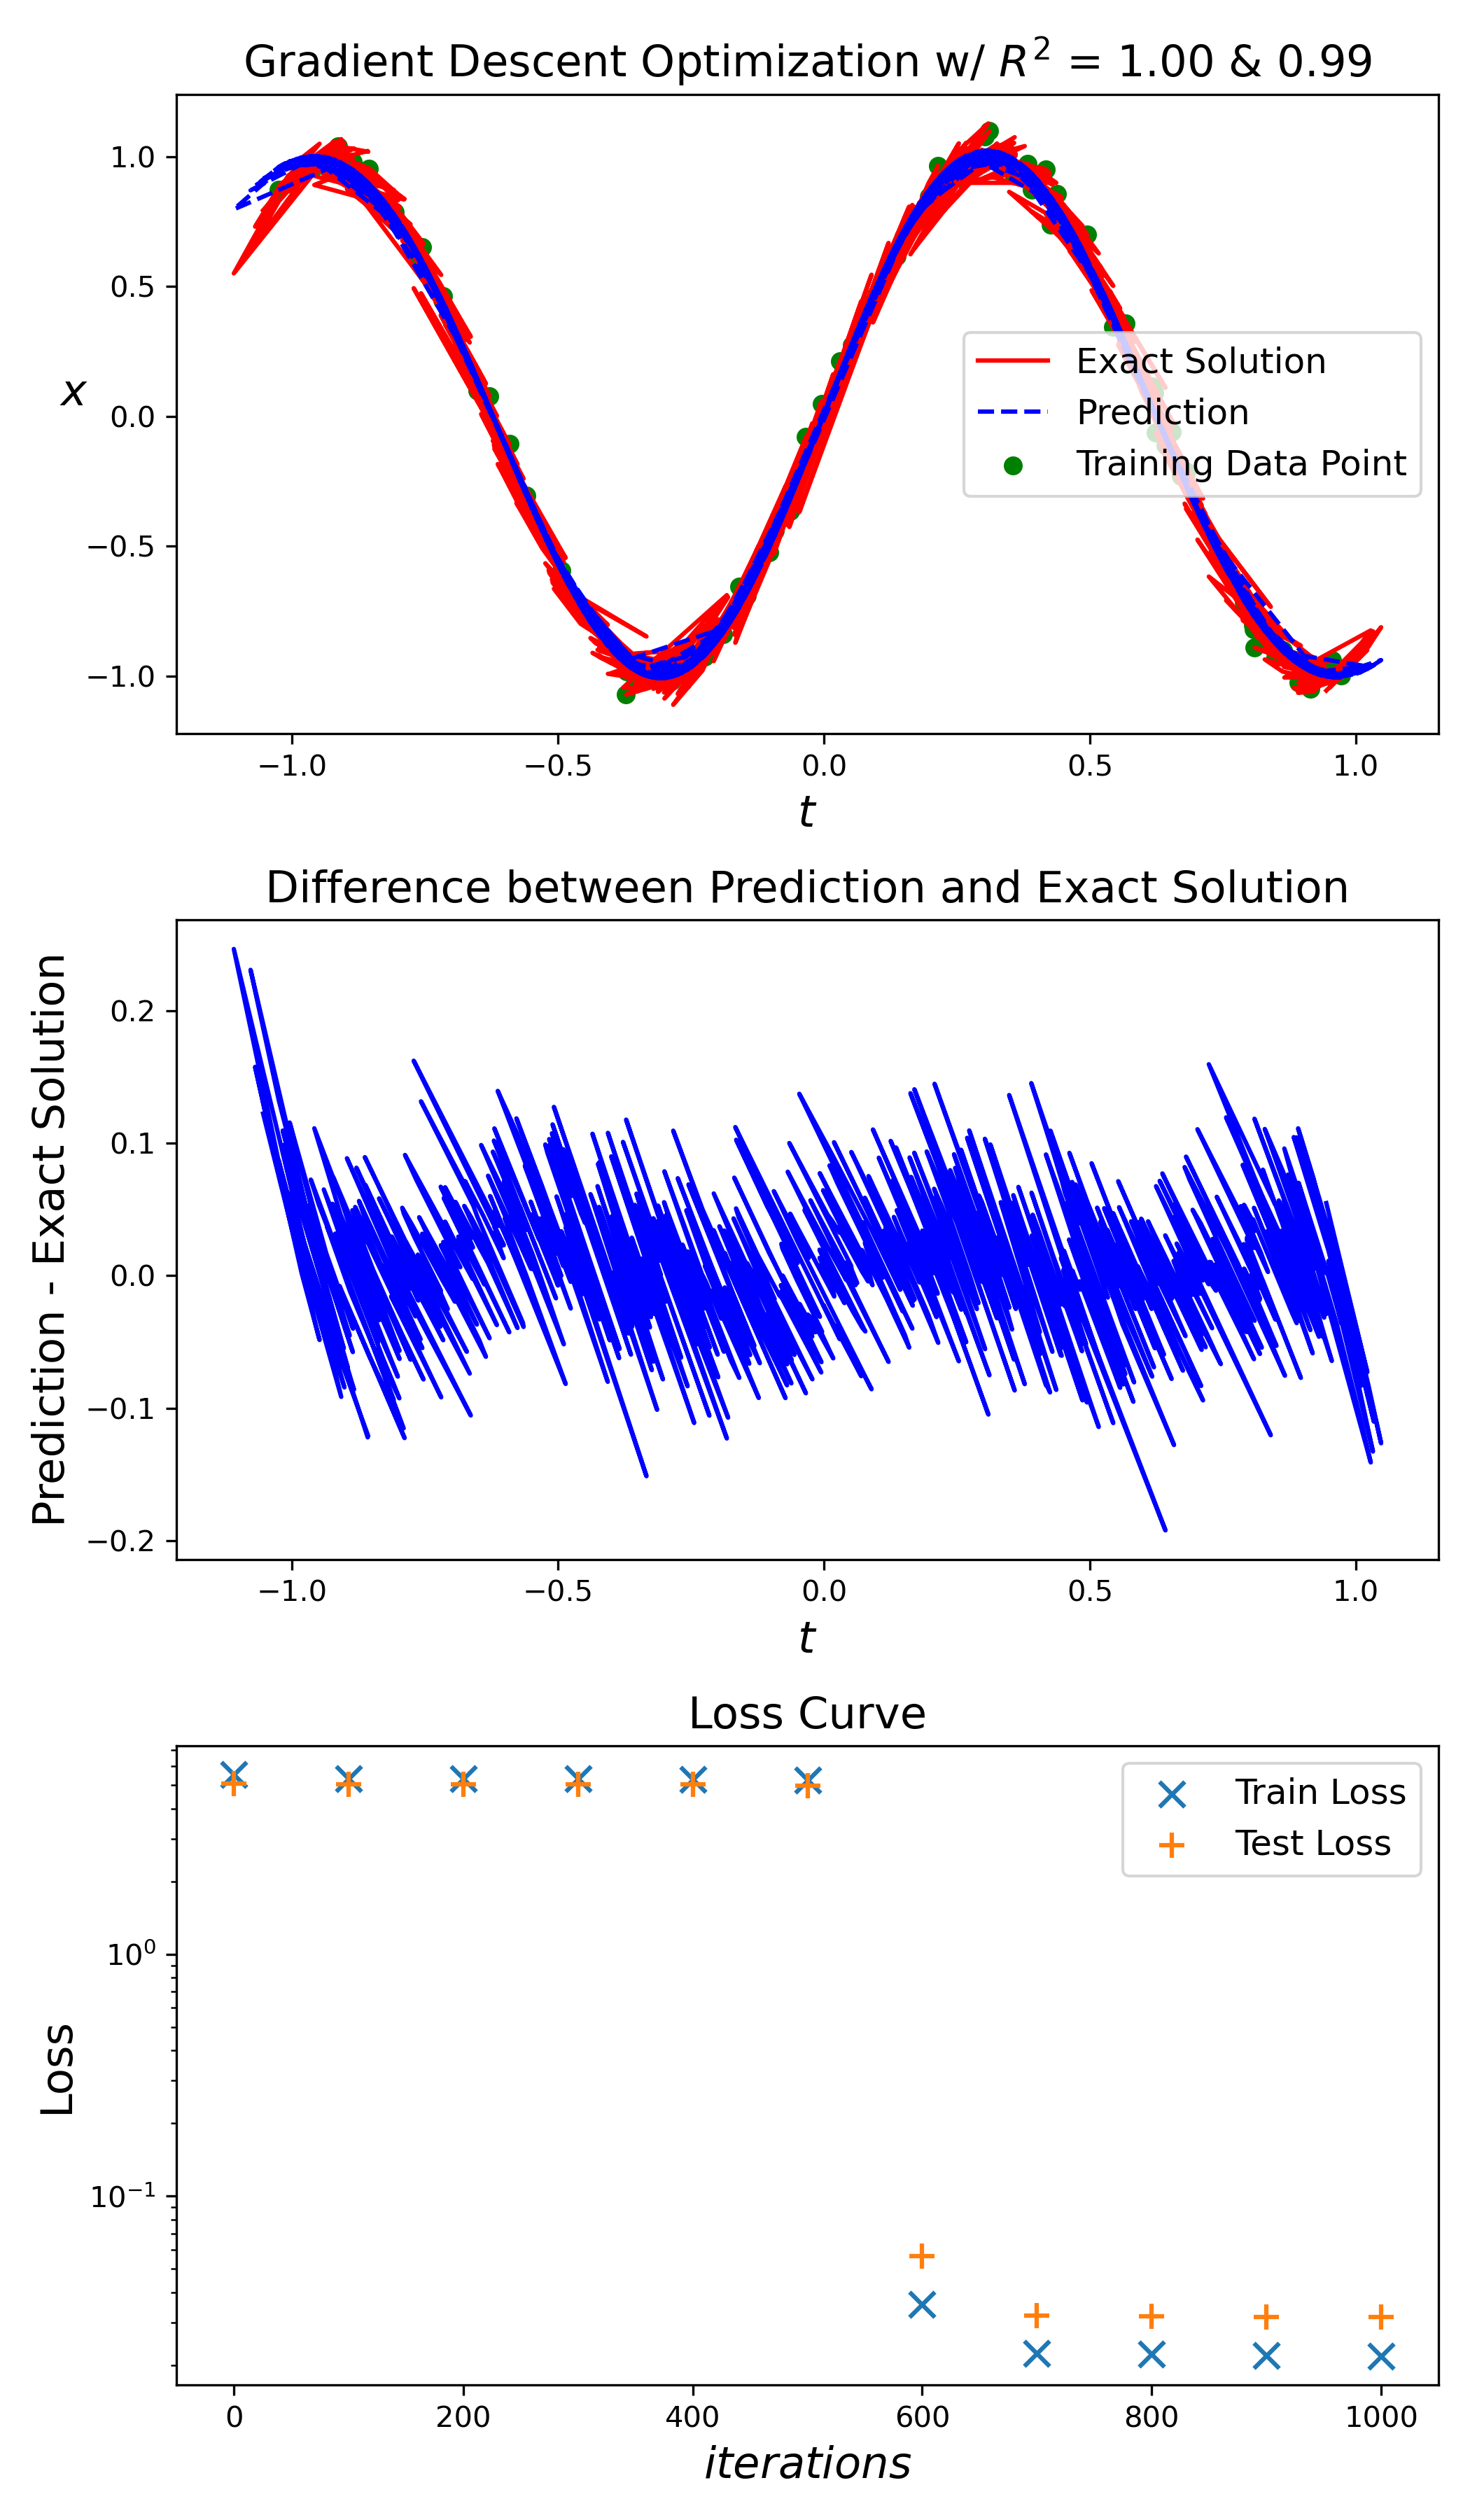 Gradient Descent Optimization w/ R² = 1.00 & 0.99
1.0
0.5
0.0
−0.5
−1.0
x
Exact Solution
Prediction
Training Data Point
−1.0 −0.5 0.0 0.5 1.0
t
Difference between Prediction and Exact Solution
0.2
0.1
0.0
−0.1
−0.2
Prediction - Exact Solution
−1.0 −0.5 0.0 0.5 1.0
t
Loss Curve
Train Loss
Test Loss
10⁰
10⁻¹
Loss
0 200 400 600 800 1000
iterations